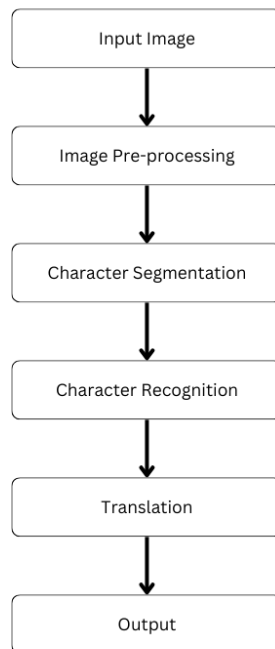 Input Image
Image Pre-processing
Character Segmentation
Character Recognition
Translation
Output